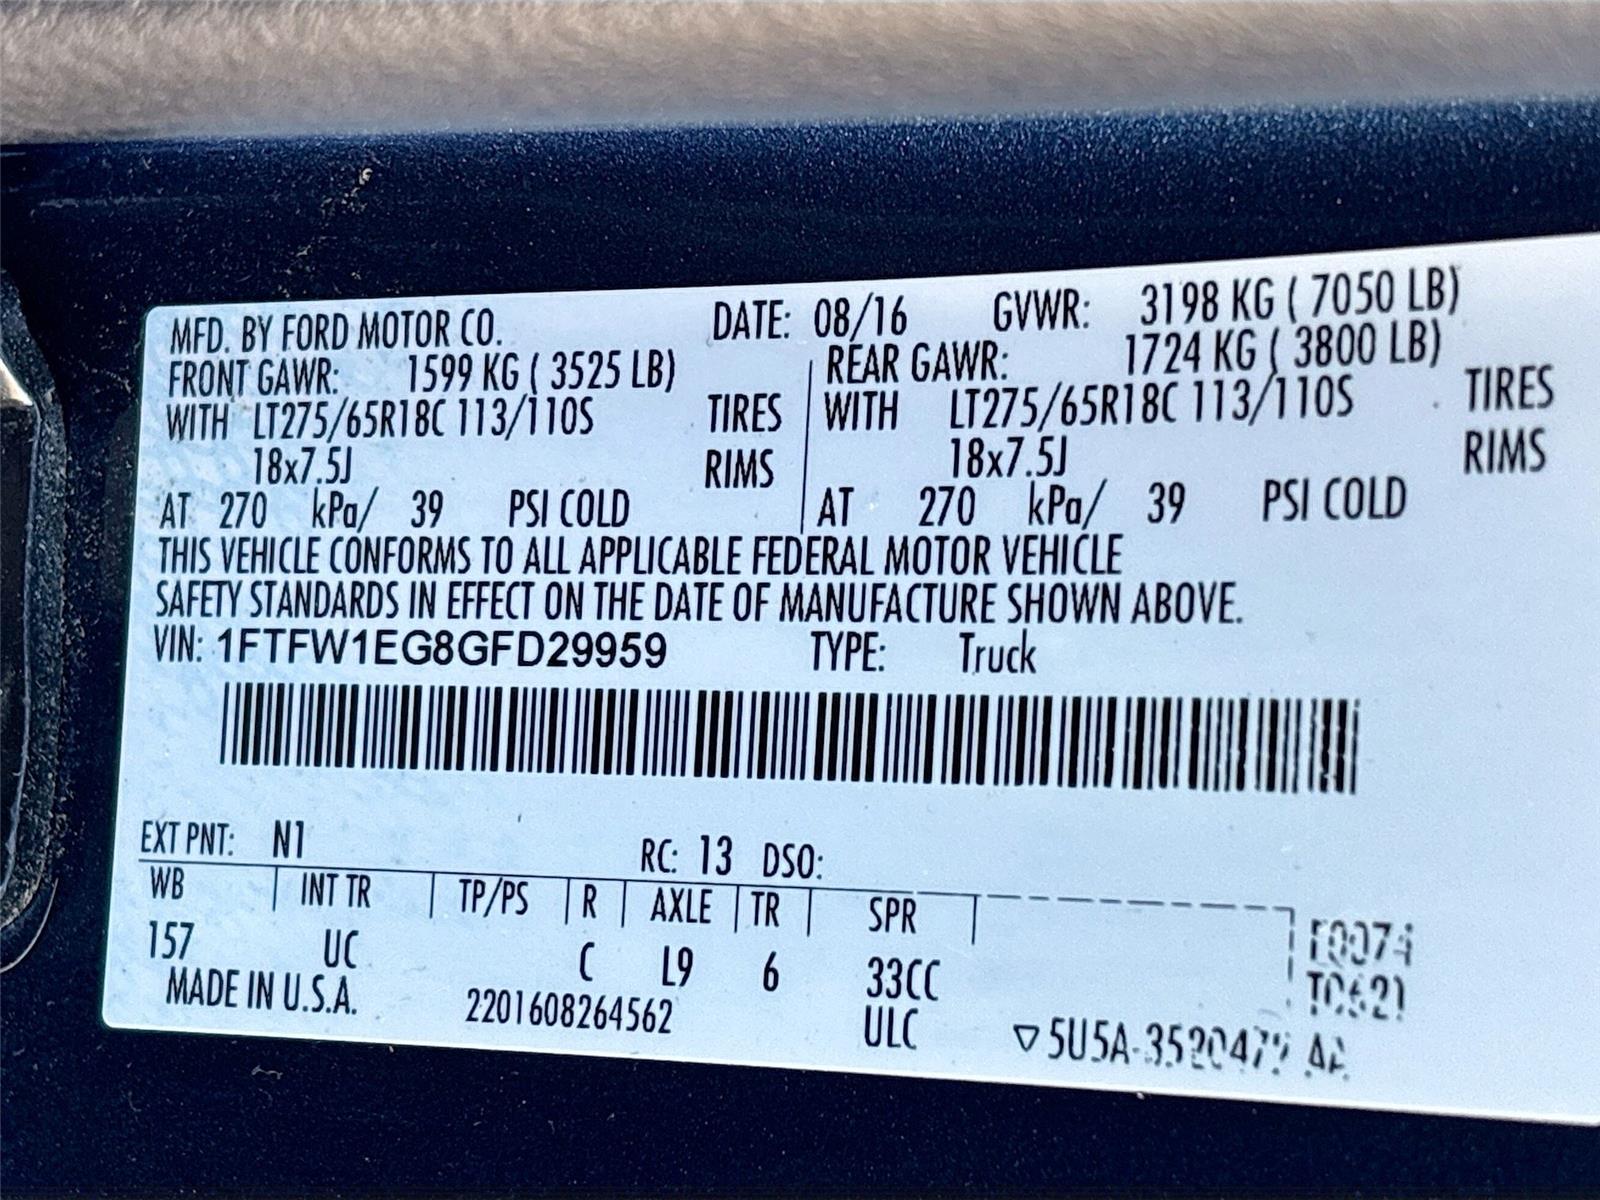 MFD. BY FORD MOTOR CO. DATE: 08/16 GVWR: 3198 KG ( 7050 LB)
FRONT GAWR: 1599 KG ( 3525 LB) REAR GAWR: 1724 KG ( 3800 LB)
WITH LT275/65R18C 113/110S TIRES WITH LT275/65R18C 113/110S TIRES
18x7.5J RIMS 18x7.5J RIMS
AT 270 kPa/ 39 PSI COLD AT 270 kPa/ 39 PSI COLD
THIS VEHICLE CONFORMS TO ALL APPLICABLE FEDERAL MOTOR VEHICLE
SAFETY STANDARDS IN EFFECT ON THE DATE OF MANUFACTURE SHOWN ABOVE.
VIN: 1FTFW1EG8GFD29959 TYPE: Truck
EXT PNT: N1 RC: 13 DSO:
WB INT TR TP/PS R AXLE TR SPR
157 UC C L9 6 33CC
MADE IN U.S.A. 2201608264562 ULC